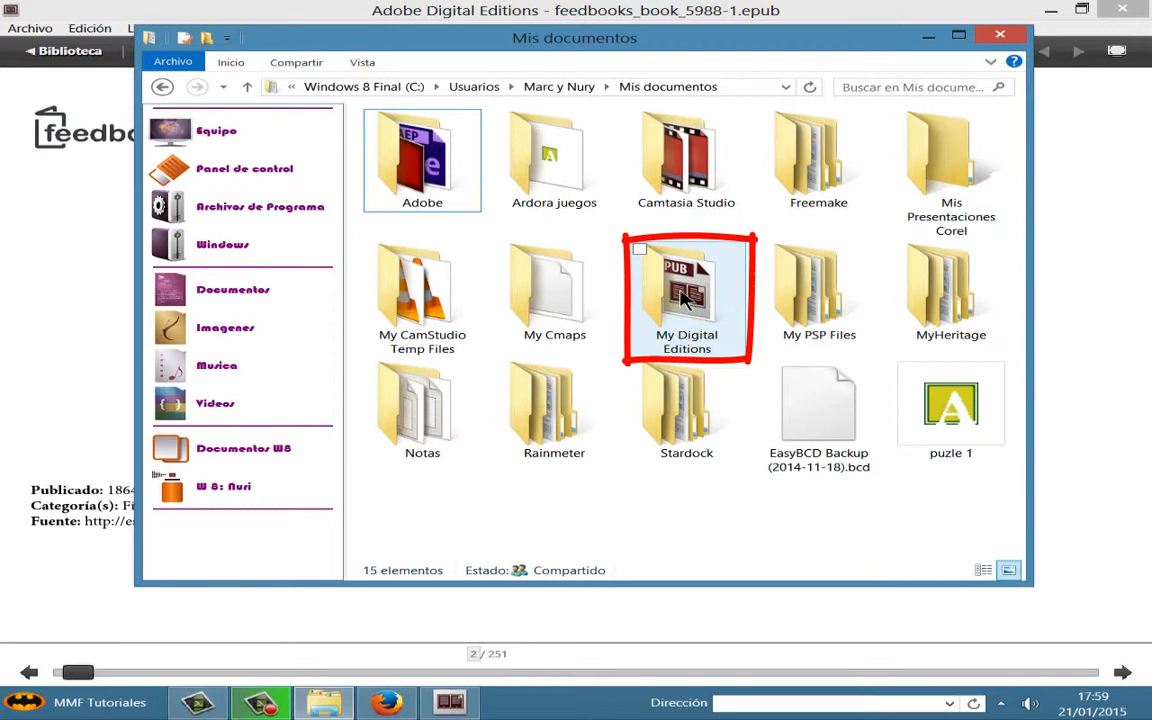 Adobe Digital Editions - feedbooks_book_5988-1.epub
Archivo Edición
Biblioteca
Mis documentos
Archivo Inicio Compartir Vista
« Windows 8 Final (C:) Usuarios Marc y Nury Mis documentos
Buscar en Mis docume...
feedbo
Equipo
Panel de control
Archivos de Programa
Windows
Documentos
Imagenes
Musica
Videos
Documentos W8
W 8: Nuri
AEP
Adobe
Ardora juegos
Camtasia Studio
Freemake
Mis
Presentaciones
Corel
My CamStudio
Temp Files
My Cmaps
PUB
My Digital
Editions
My PSP Files
MyHeritage
Notas
Rainmeter
Stardock
EasyBCD Backup
(2014-11-18).bcd
A
puzle 1
Publicado: 1864
Categoría(s): Fi
Fuente: http://e
15 elementos Estado: Compartido
2 / 251
MMF Tutoriales
Dirección
17:59
21/01/2015